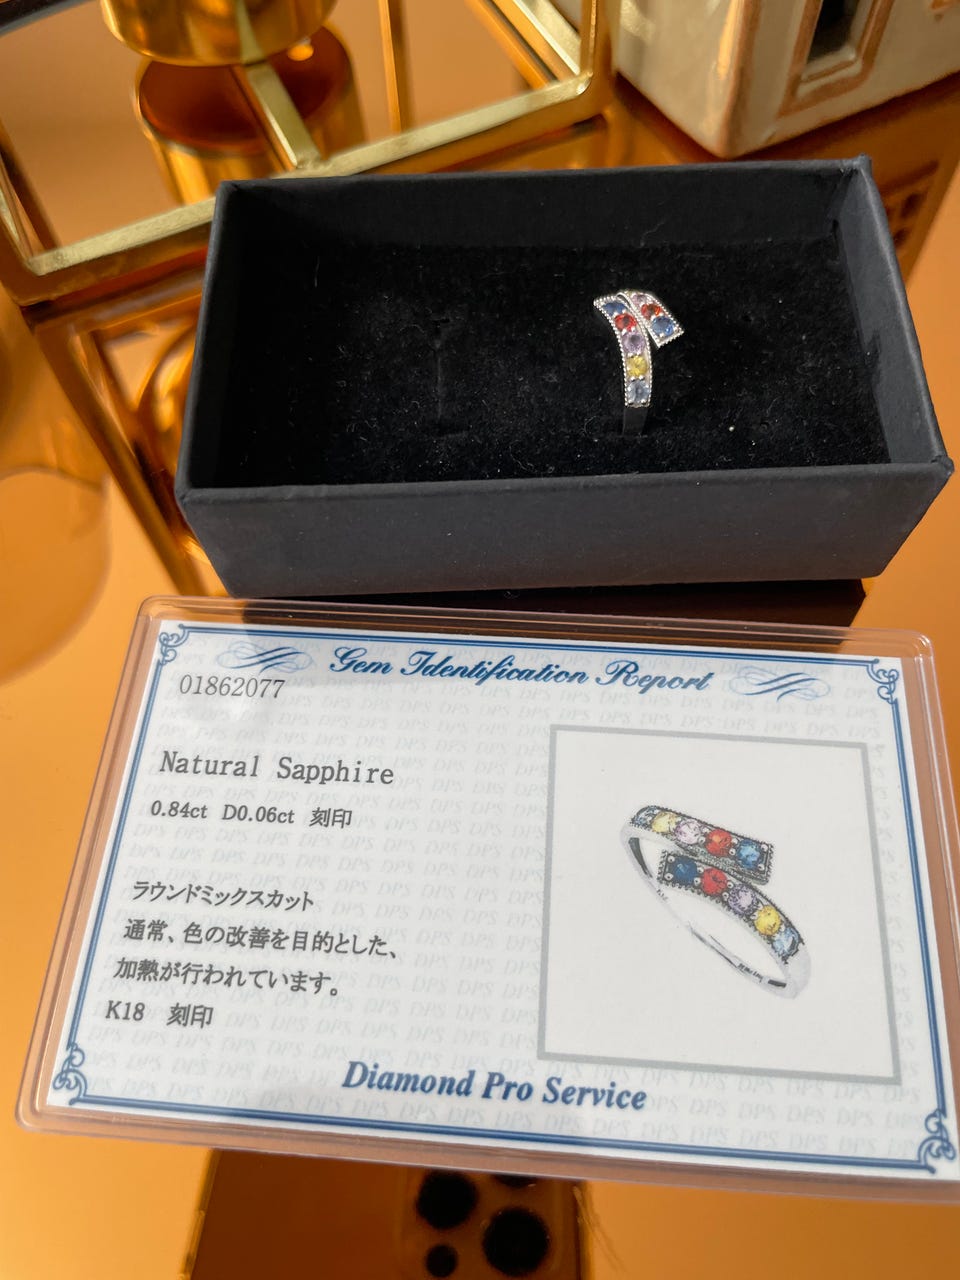 Gem Identification Report
01862077
Natural Sapphire
0.84ct D0.06ct 刻印
ラウンドミックスカット
通常、色の改善を目的とした、
加熱が行われています。
K18 刻印
Diamond Pro Service